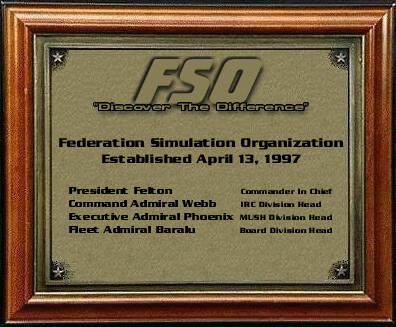 FSO
"Discover The Difference"
Federation Simulation Organization
Established April 13, 1997
President Felton Commander In Chief
Command Admiral Webb IRC Division Head
Executive Admiral Phoenix MUSH Division Head
Fleet Admiral Baralu Board Division Head